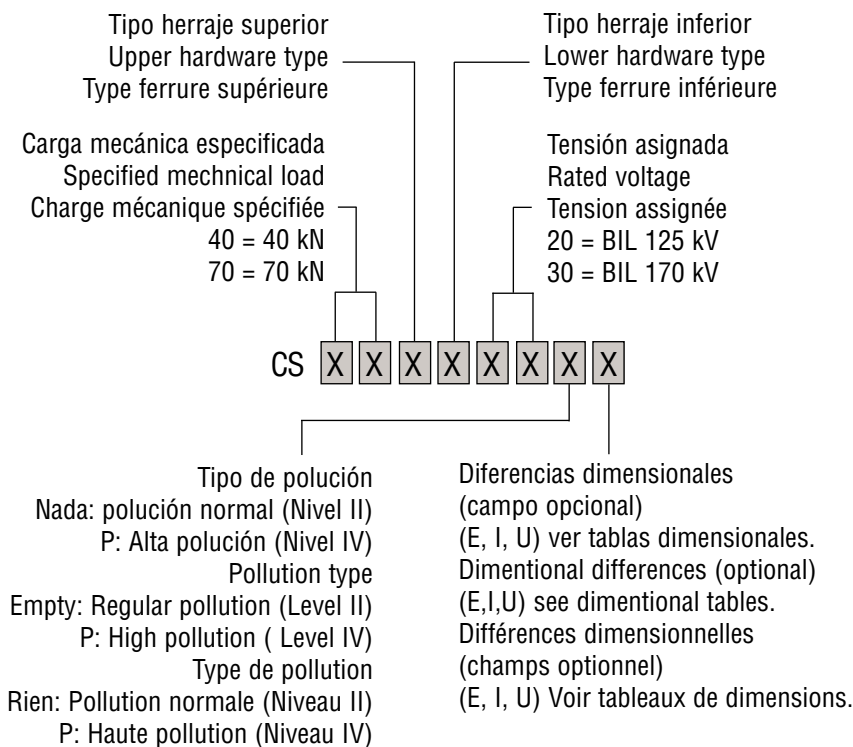 Tipo herraje superior
Upper hardware type
Type ferrure supérieure
Tipo herraje inferior
Lower hardware type
Type ferrure inférieure
Carga mecánica especificada
Specified mechnical load
Charge mécanique spécifiée
40 = 40 kN
70 = 70 kN
Tensión asignada
Rated voltage
Tension assignée
20 = BIL 125 kV
30 = BIL 170 kV
CS X X X X X X X X
Tipo de polución
Nada: polución normal (Nivel II)
P: Alta polución (Nivel IV)
Pollution type
Empty: Regular pollution (Level II)
P: High pollution ( Level IV)
Type de pollution
Rien: Pollution normale (Niveau II)
P: Haute pollution (Niveau IV)
Diferencias dimensionales
(campo opcional)
(E, I, U) ver tablas dimensionales.
Dimentional differences (optional)
(E,I,U) see dimentional tables.
Différences dimensionnelles
(champs optionnel)
(E, I, U) Voir tableaux de dimensions.